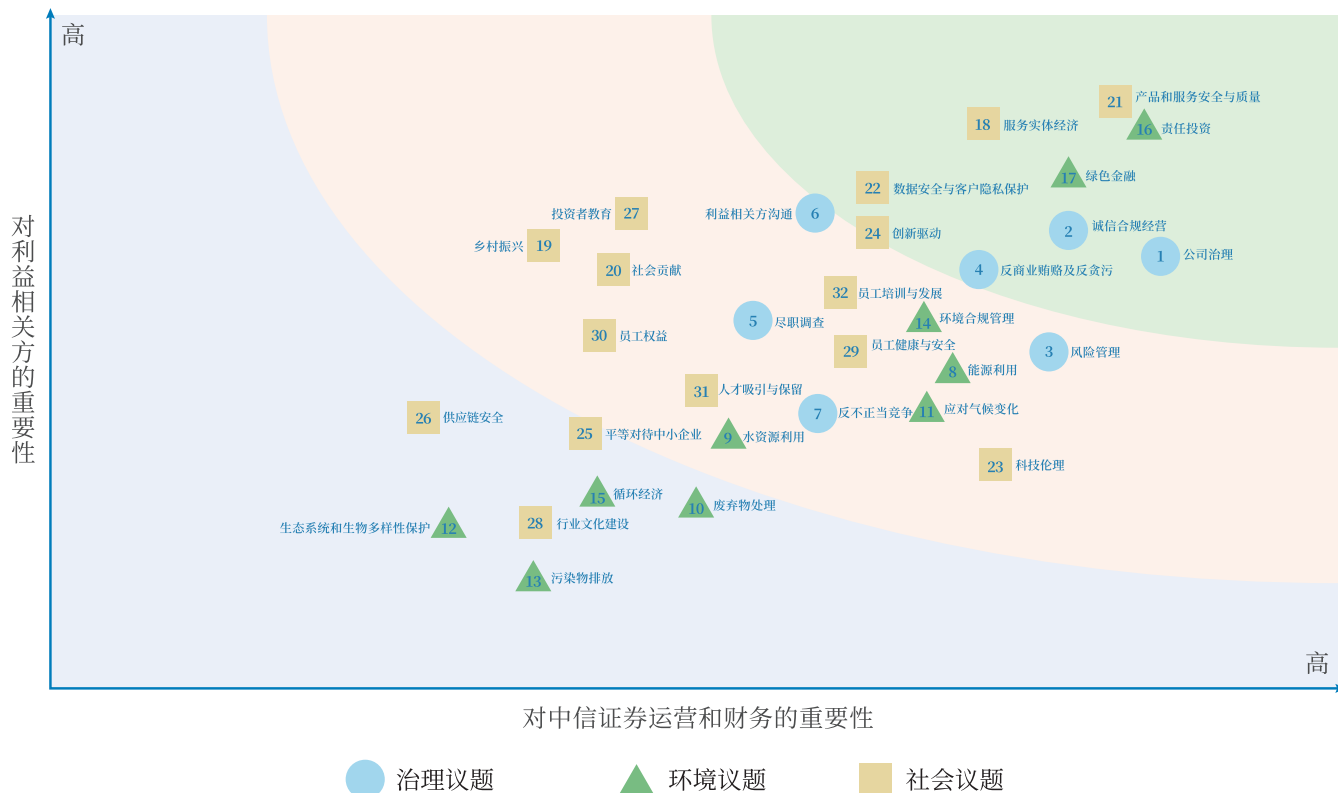 高
21 产品和服务安全与质量
18 服务实体经济
16 责任投资
17 绿色金融
22 数据安全与客户隐私保护
投资者教育 27
利益相关方沟通 6
2 诚信合规经营
24 创新驱动
乡村振兴 19
1 公司治理
20 社会贡献
4 反商业贿赂及反贪污
32 员工培训与发展
14 环境合规管理
5 尽职调查
30 员工权益
29 员工健康与安全
3 风险管理
8 能源利用
31 人才吸引与保留
7 反不正当竞争
11 应对气候变化
26 供应链安全
25 平等对待中小企业
9 水资源利用
23 科技伦理
15 循环经济
10 废弃物处理
生态系统和生物多样性保护 12
28 行业文化建设
13 污染物排放
对利益相关方的重要性
高
对中信证券运营和财务的重要性
治理议题
环境议题
社会议题